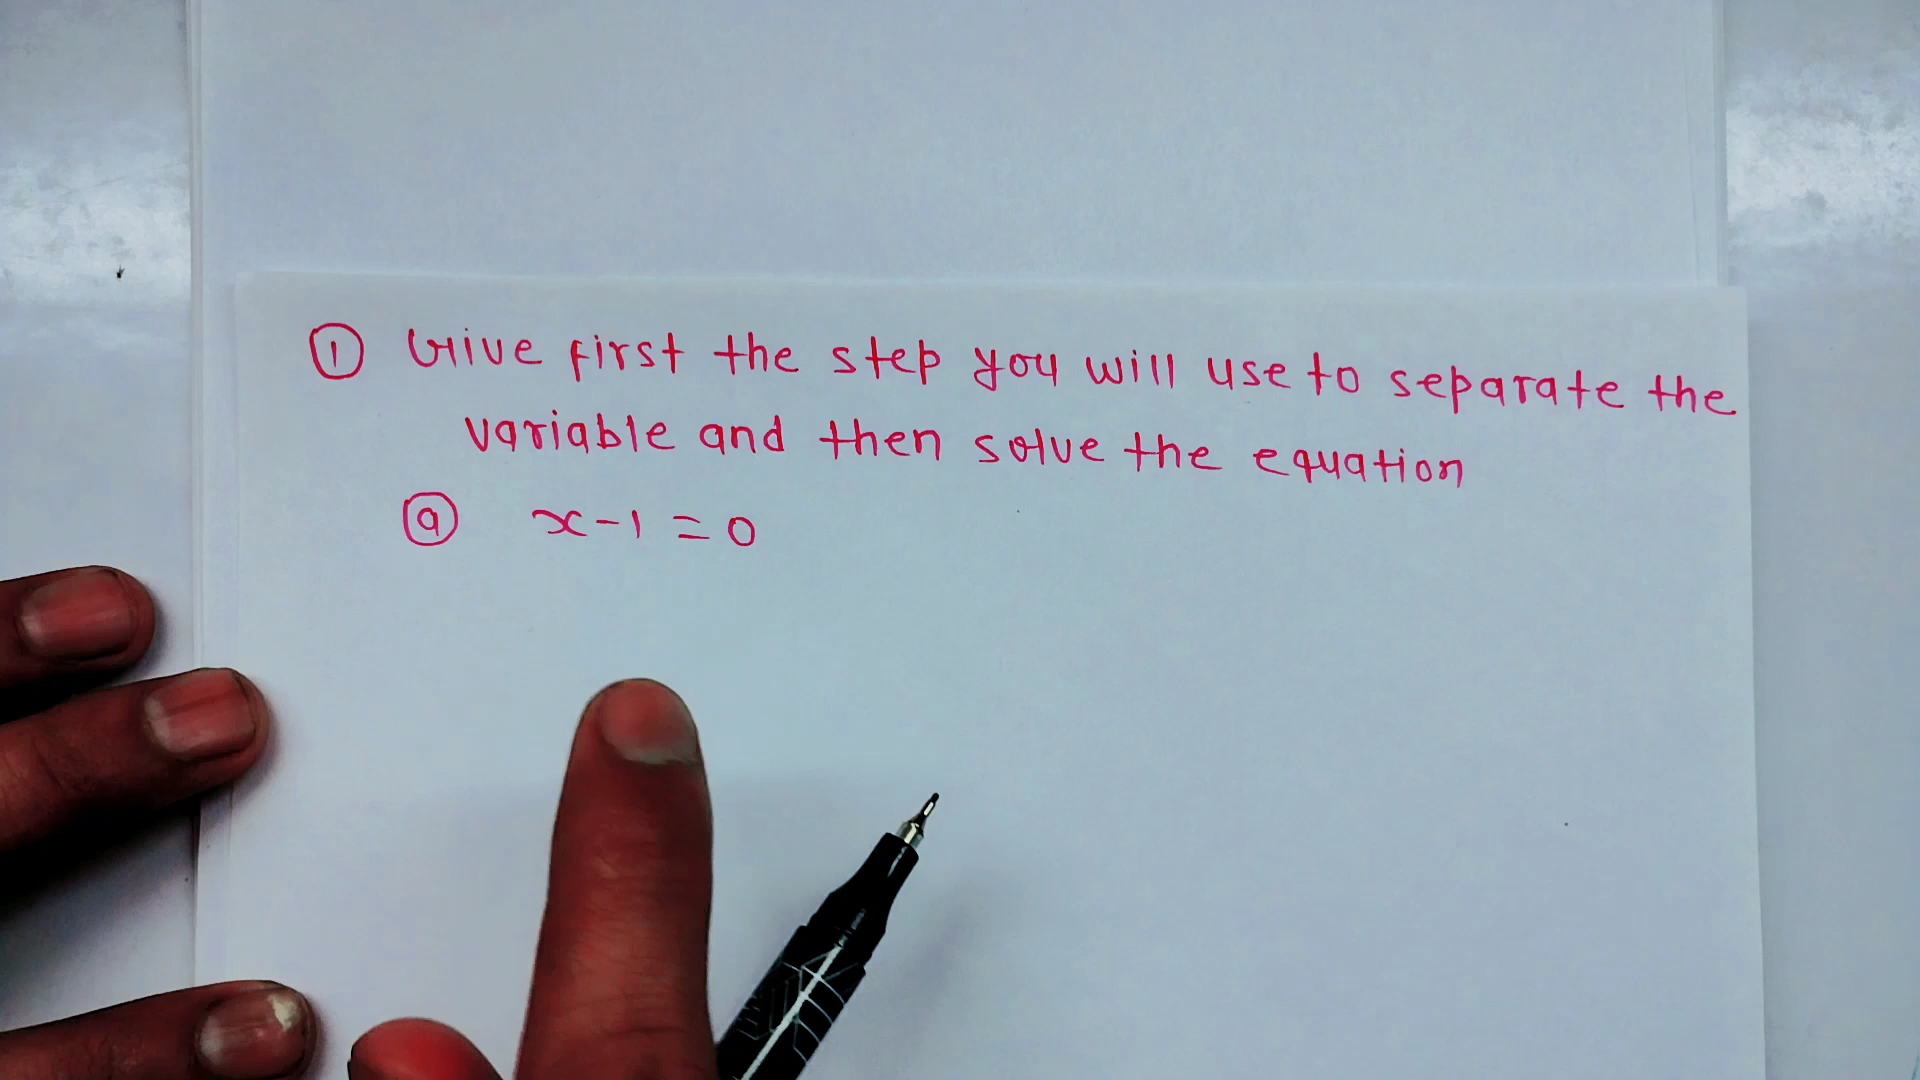 ① Give first the step you will use to separate the
variable and then solve the equation
ⓐ x-1=0